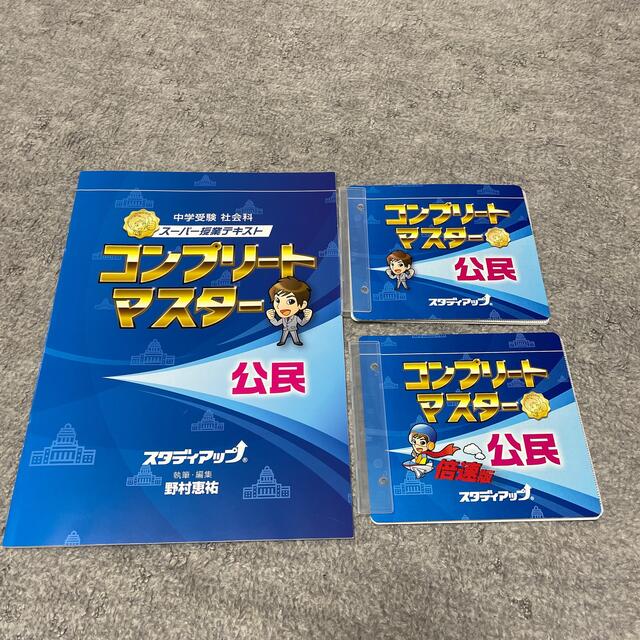 中学受験 社会科
スーパー授業テキスト
コンプリート
マスター
公民
スタディアップ®
執筆・編集
野村恵祐
コンプリート
マスター
公民
スタディアップ®
コンプリート
マスター
公民
倍速版
スタディアップ®